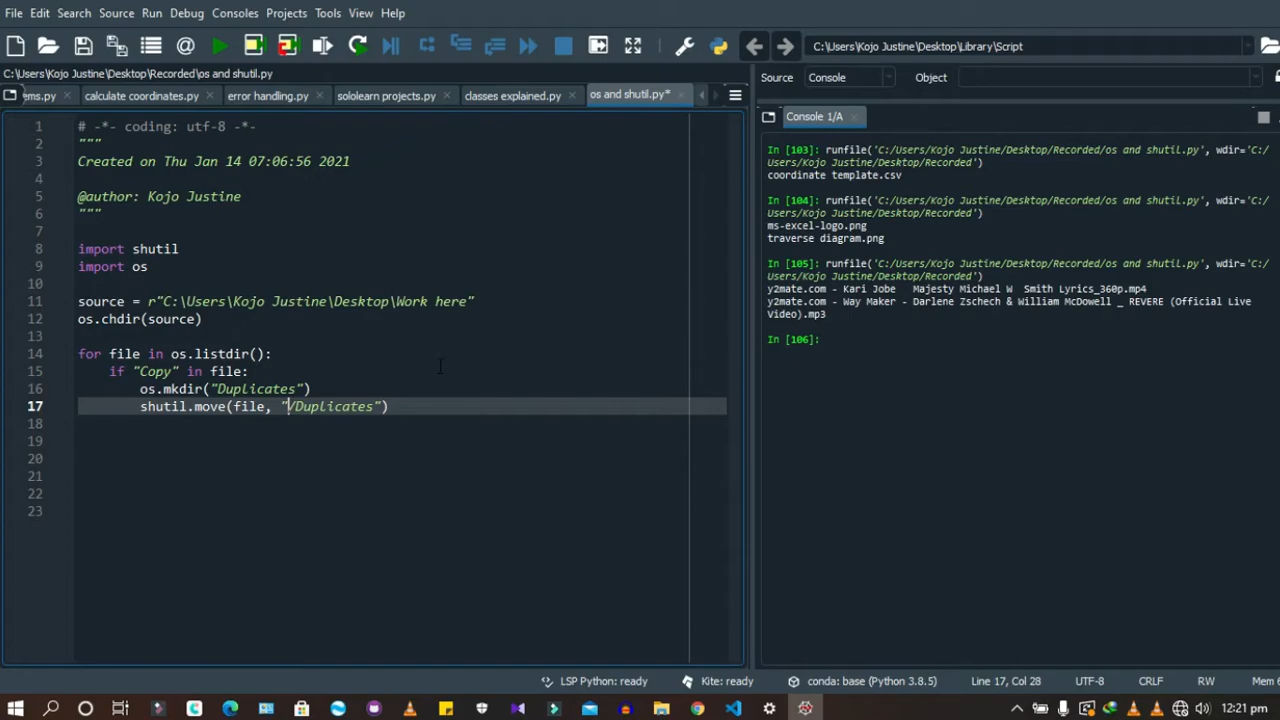 File Edit Search Source Run Debug Consoles Projects Tools View Help
C:\Users\Kojo Justine\Desktop\Library\Script
C:\Users\Kojo Justine\Desktop\Recorded\os and shutil.py
Source Console Object
ems.py calculate coordinates.py error handling.py sololearn projects.py classes explained.py os and shutil.py*
1 # -*- coding: utf-8 -*-
2 """
3 Created on Thu Jan 14 07:06:56 2021
4
5 @author: Kojo Justine
6 """
7
8 import shutil
9 import os
10
11 source = r"C:\Users\Kojo Justine\Desktop\Work here"
12 os.chdir(source)
13
14 for file in os.listdir():
15 if "Copy" in file:
16 os.mkdir("Duplicates")
17 shutil.move(file, "/Duplicates")
18
19
20
21
22
23
Console 1/A
In [103]: runfile('C:/Users/Kojo Justine/Desktop/Recorded/os and shutil.py', wdir='C:/
Users/Kojo Justine/Desktop/Recorded')
coordinate template.csv
In [104]: runfile('C:/Users/Kojo Justine/Desktop/Recorded/os and shutil.py', wdir='C:/
Users/Kojo Justine/Desktop/Recorded')
ms-excel-logo.png
traverse diagram.png
In [105]: runfile('C:/Users/Kojo Justine/Desktop/Recorded/os and shutil.py', wdir='C:/
Users/Kojo Justine/Desktop/Recorded')
y2mate.com - Kari Jobe Majesty Michael W Smith Lyrics_360p.mp4
y2mate.com - Way Maker - Darlene Zschech & William McDowell _ REVERE (Official Live
Video).mp3
In [106]:
LSP Python: ready Kite: ready conda: base (Python 3.8.5) Line 17, Col 28 UTF-8 CRLF RW Mem 6
12:21 pm